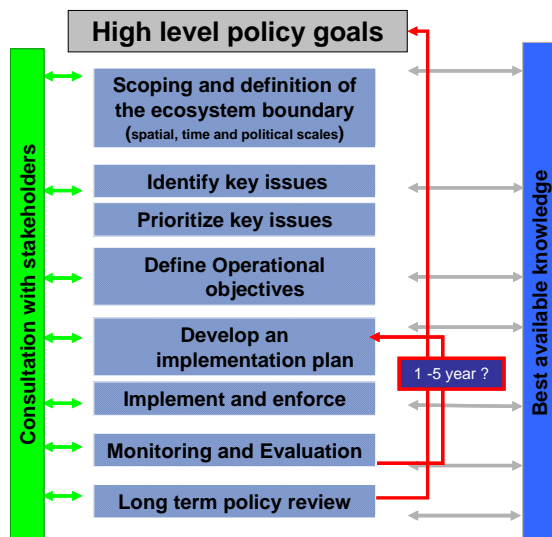 High level policy goals
Consultation with stakeholders
Scoping and definition of
the ecosystem boundary
(spatial, time and political scales)
Identify key issues
Prioritize key issues
Define Operational
objectives
Develop an
implementation plan
1 -5 year ?
Implement and enforce
Monitoring and Evaluation
Long term policy review
Best available knowledge